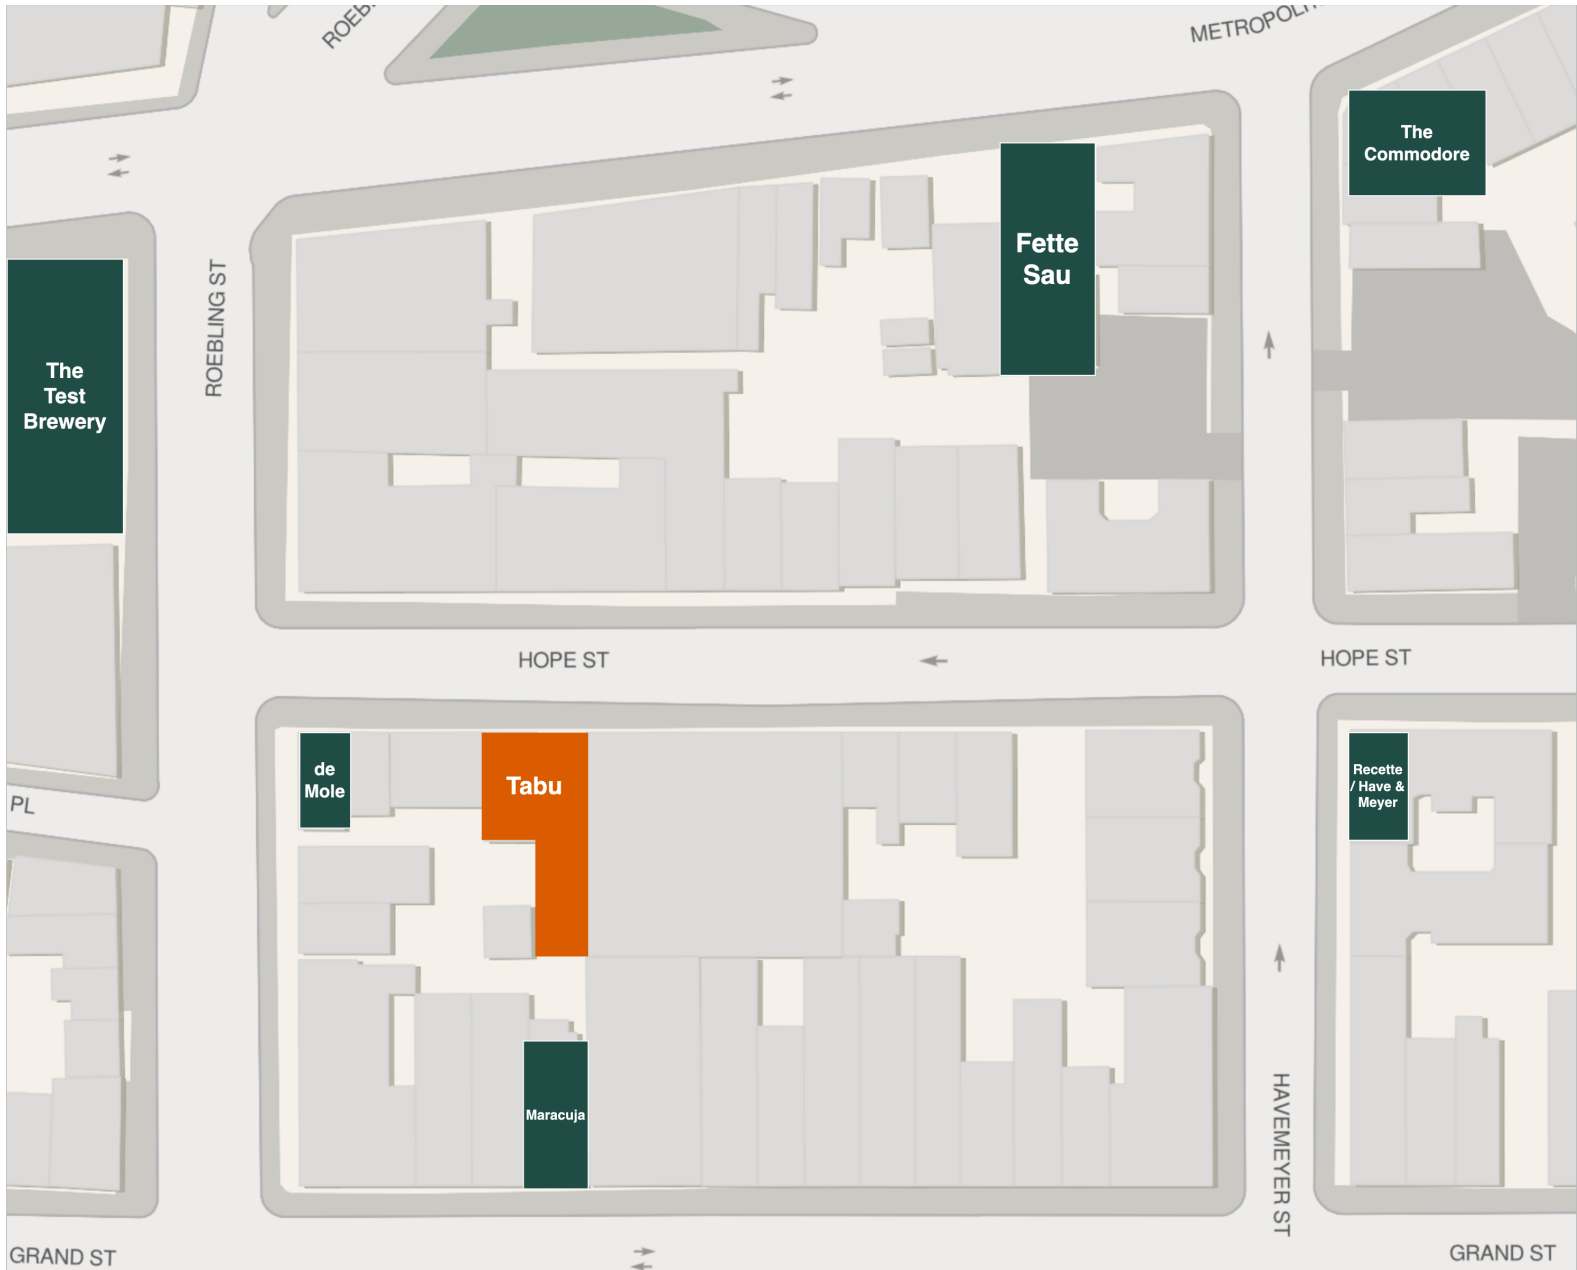 ROEB
METROPOLI
The
Commodore
Fette
Sau
ROEBLING ST
The
Test
Brewery
HOPE ST
HOPE ST
de
Mole
Tabu
Recette
/ Have &
Meyer
PL
Maracuja
HAVEMEYER ST
GRAND ST
GRAND ST